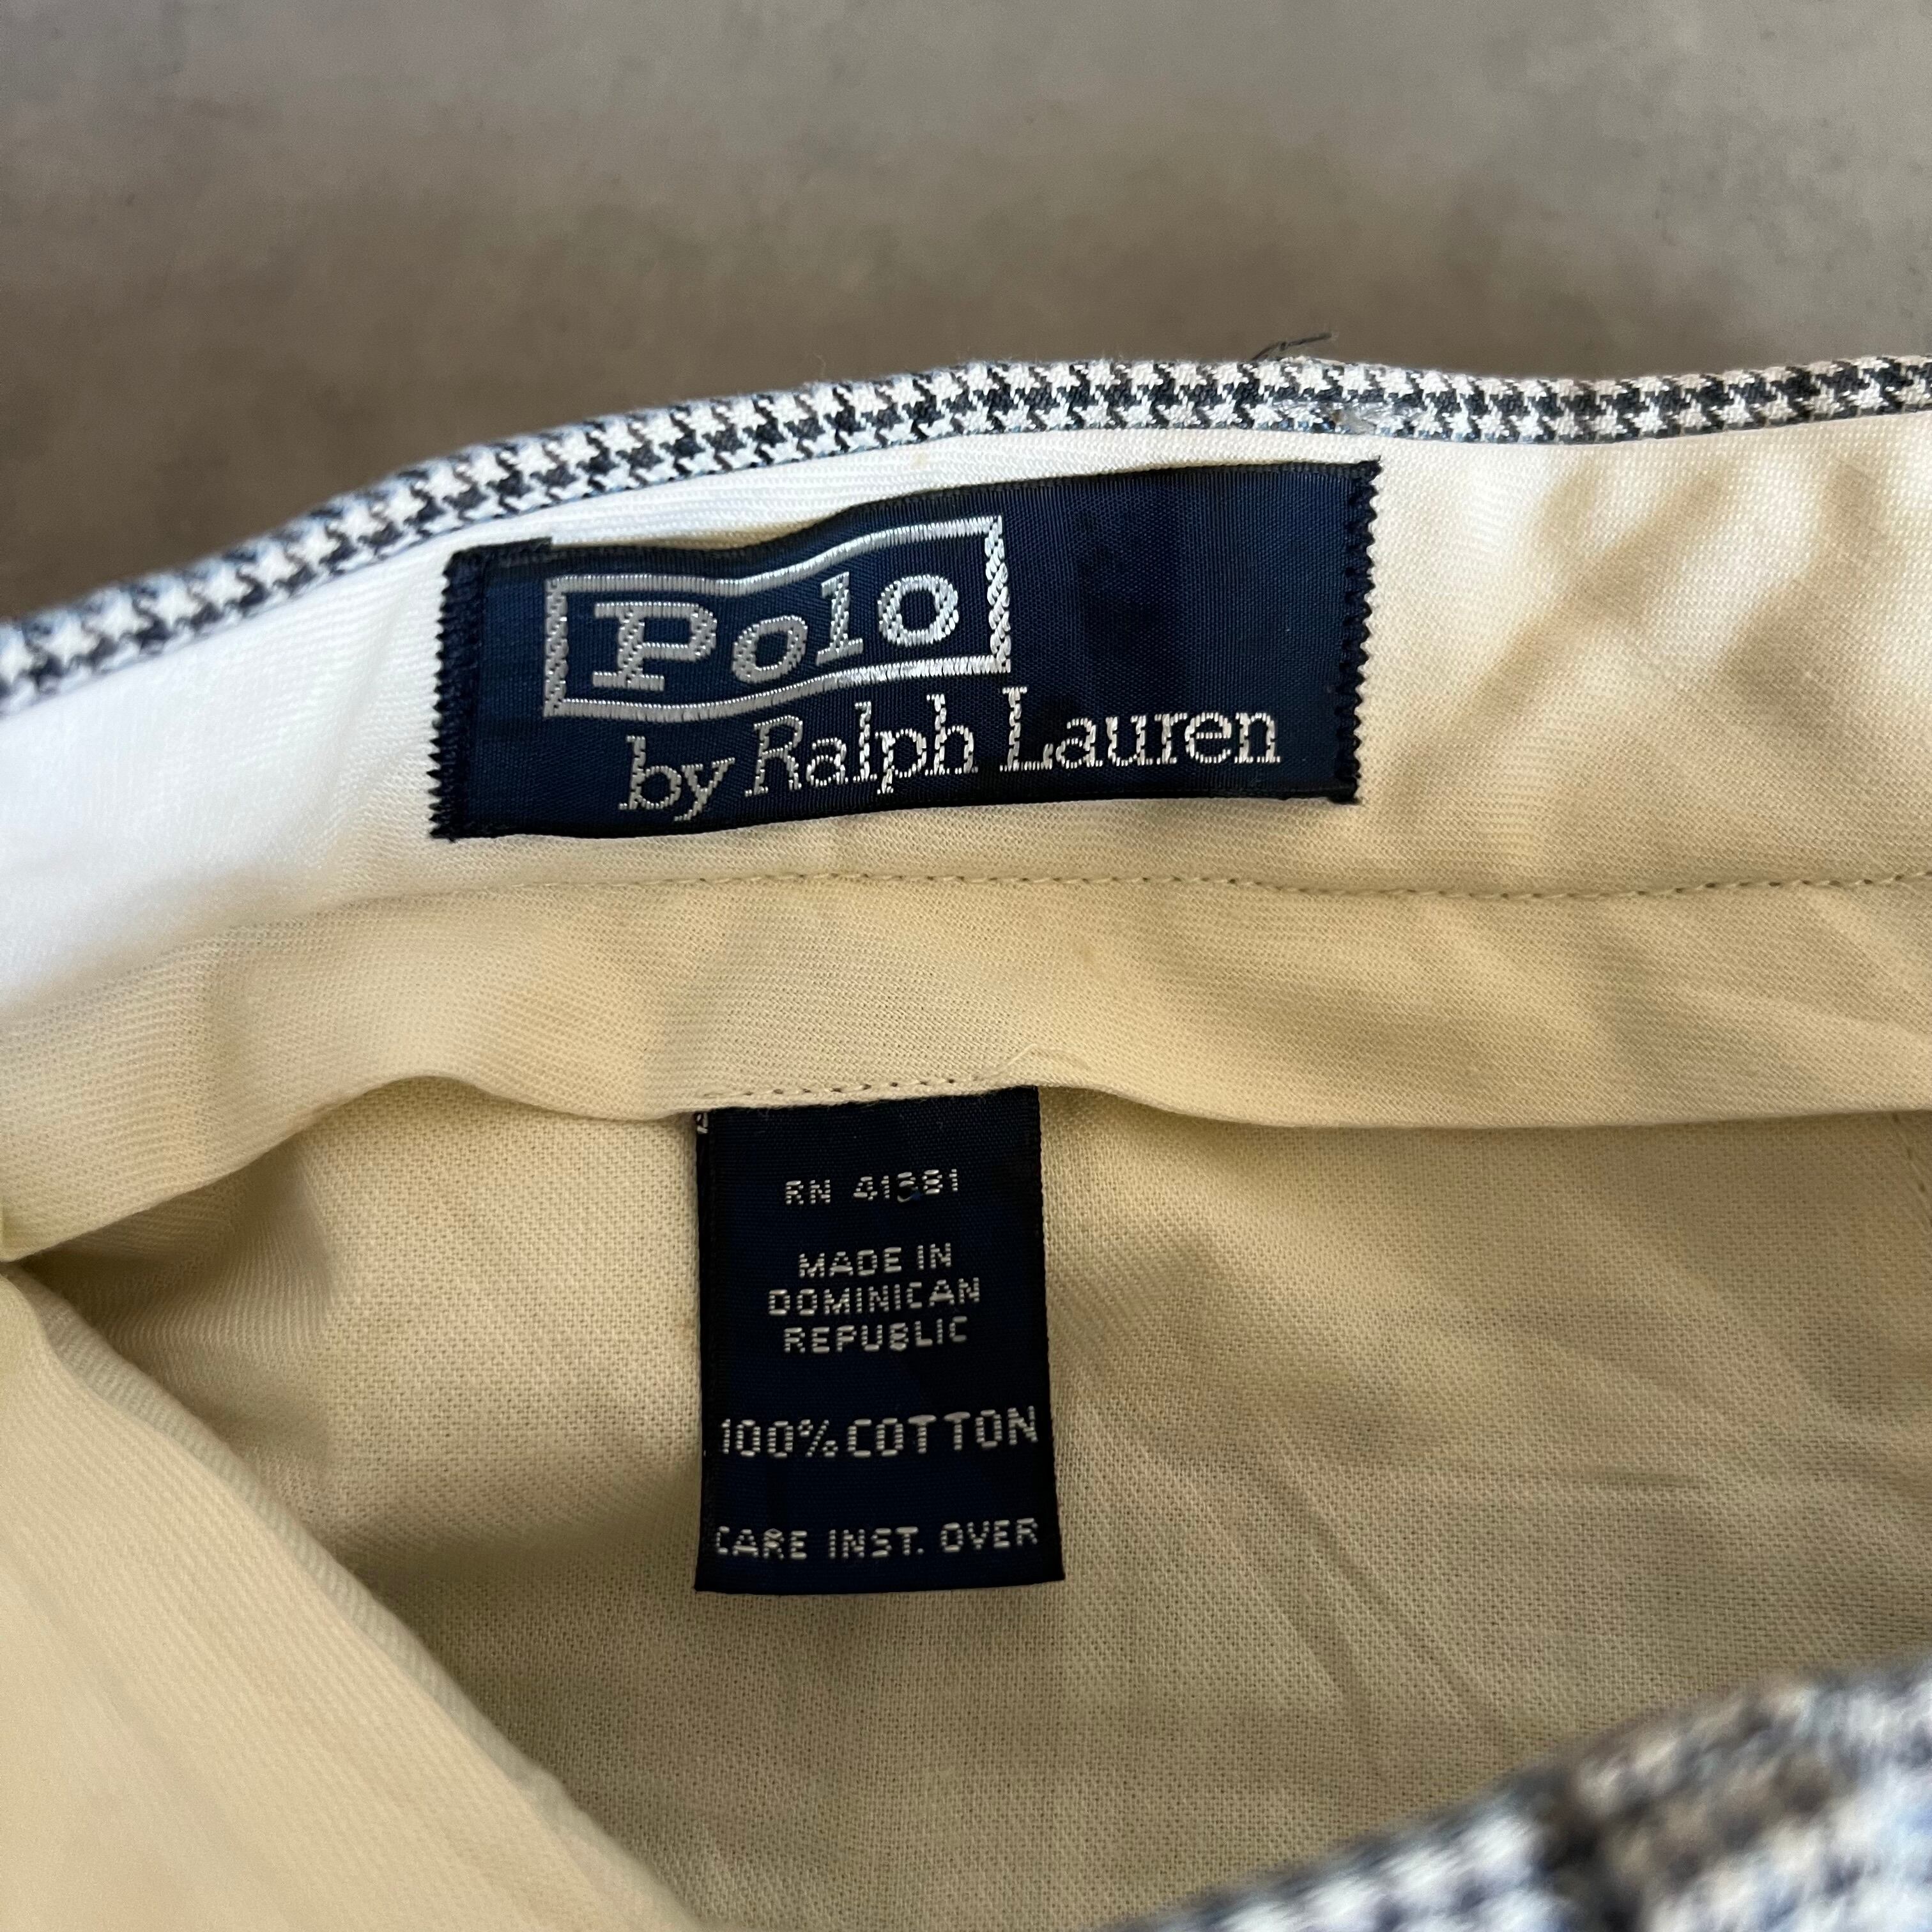 Polo
by Ralph Lauren
RN 41381
MADE IN
DOMINICAN
REPUBLIC
100% COTTON
CARE INST. OVER